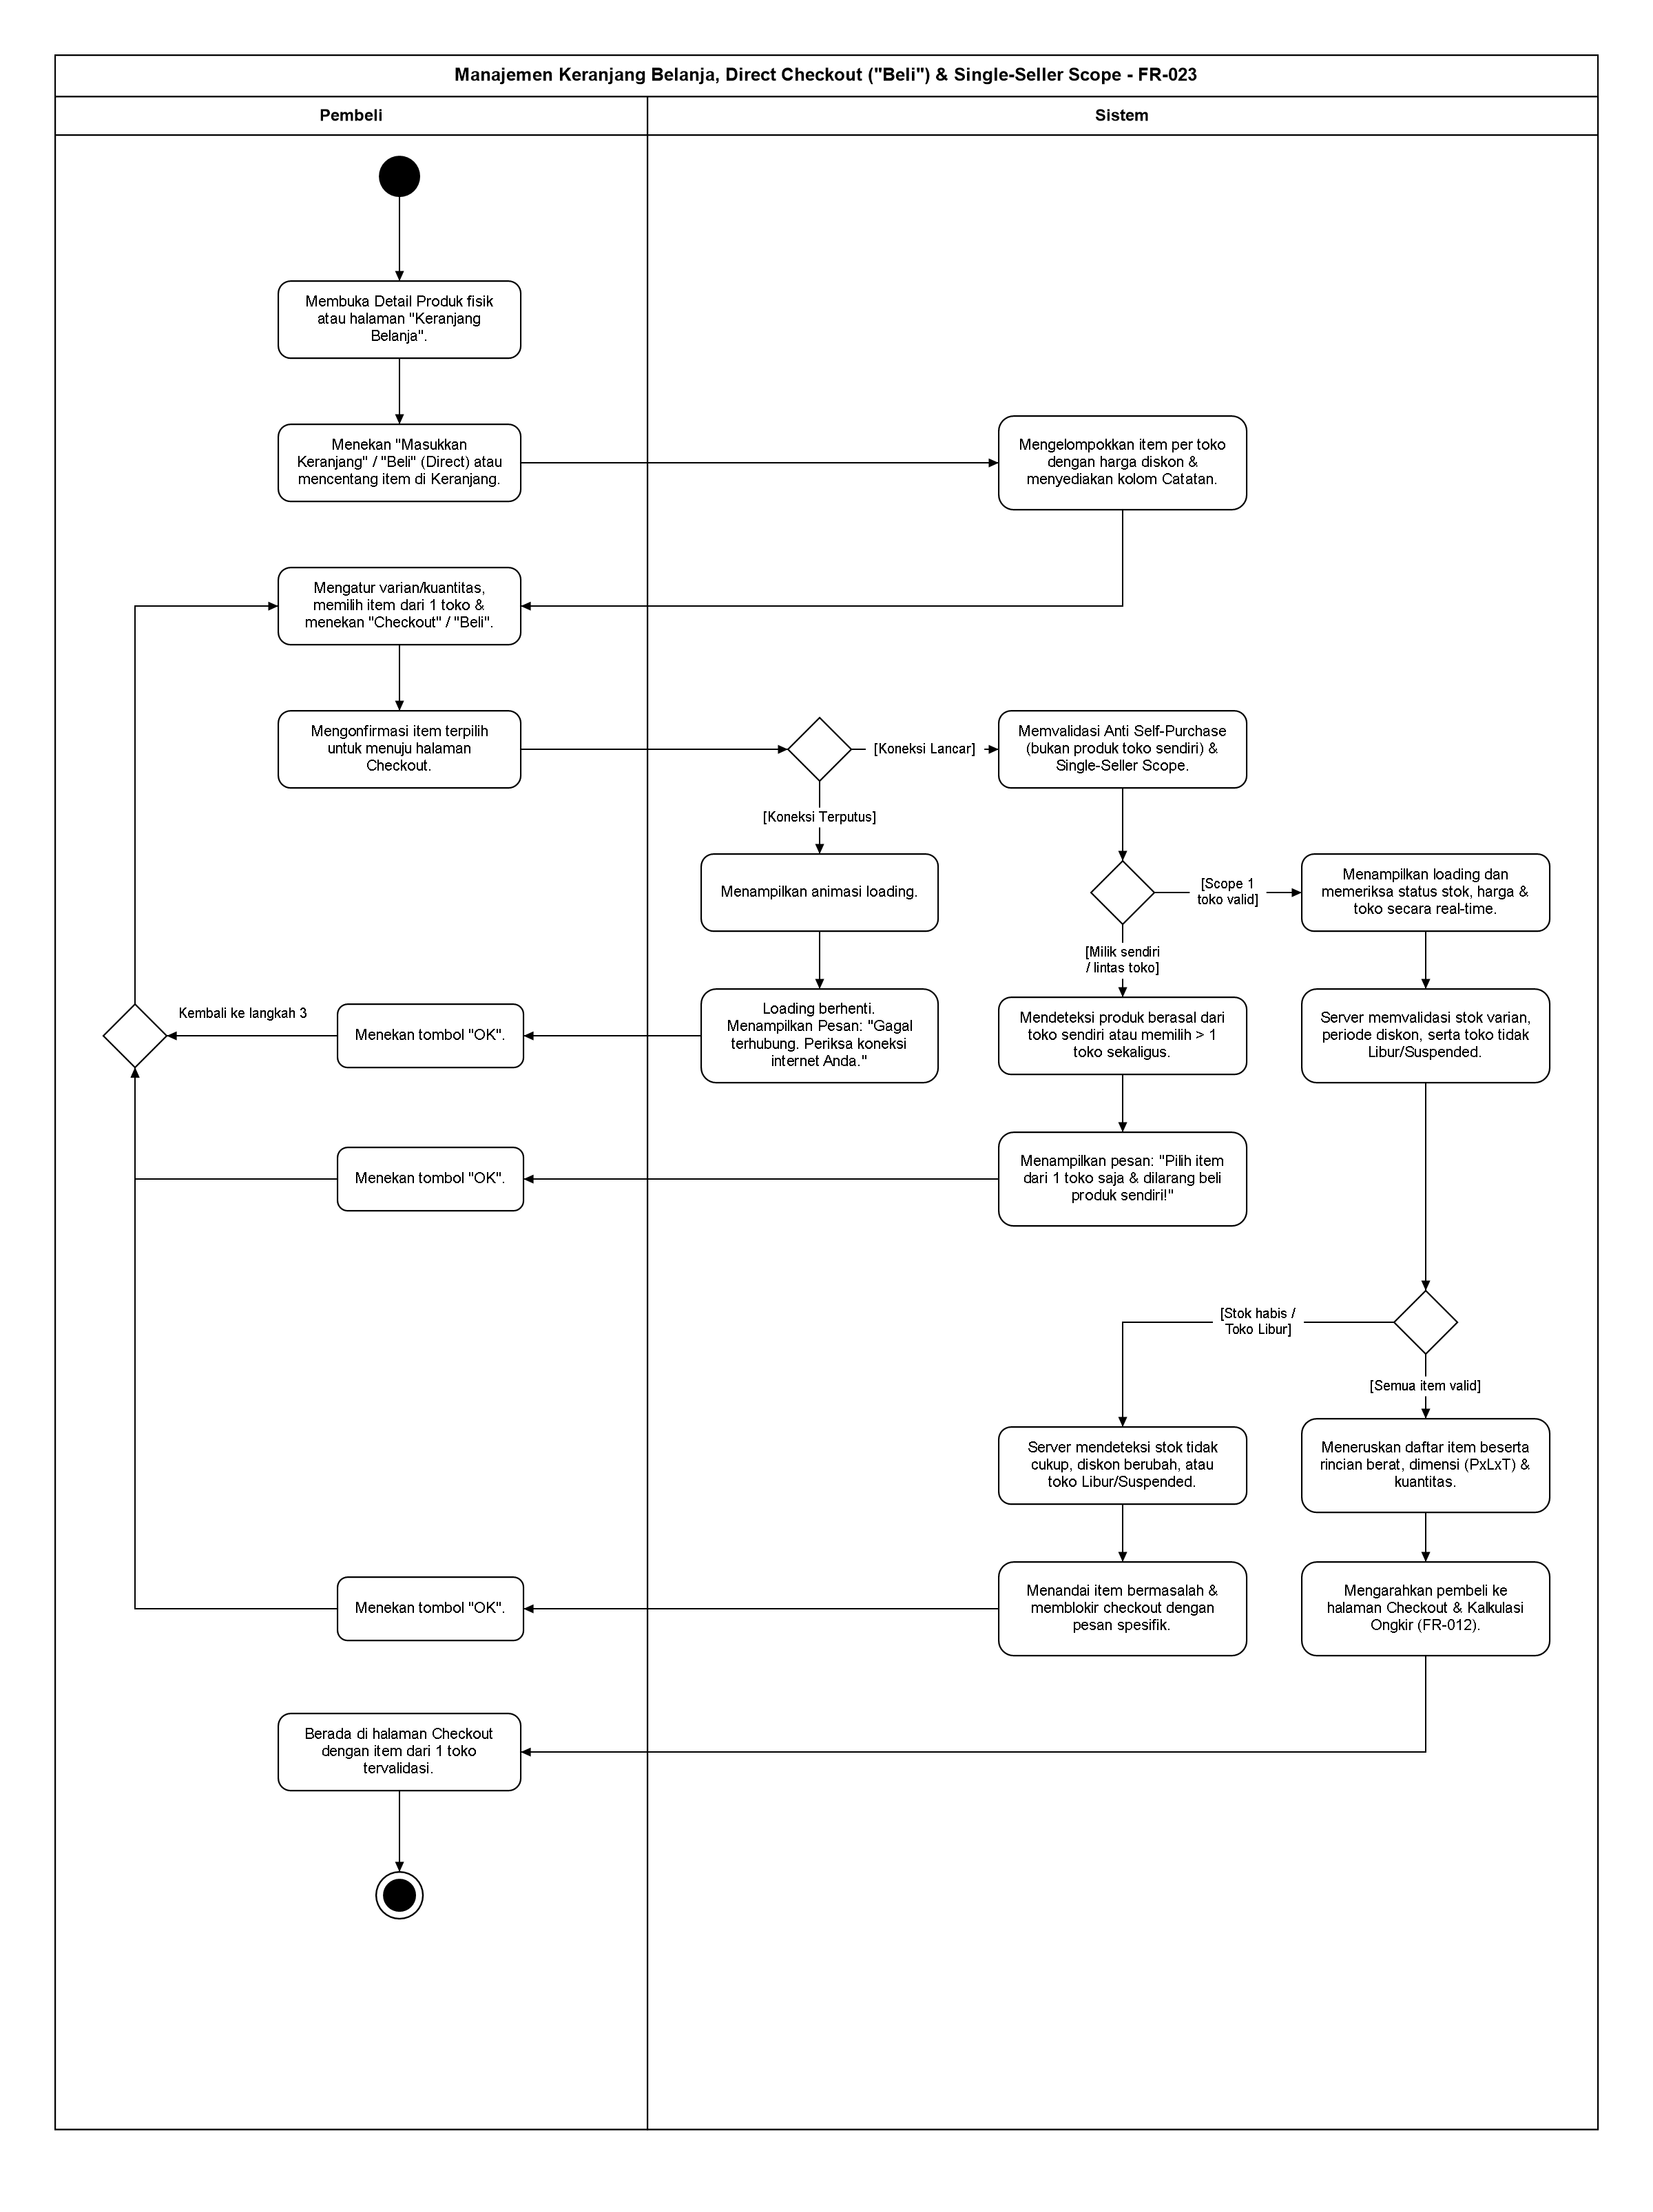 Manajemen Keranjang Belanja, Direct Checkout ("Beli") & Single-Seller Scope - FR-023
Pembeli
Sistem
Membuka Detail Produk fisik
atau halaman "Keranjang
Belanja".
Menekan "Masukkan
Keranjang" / "Beli" (Direct) atau
mencentang item di Keranjang.
Mengelompokkan item per toko
dengan harga diskon &
menyediakan kolom Catatan.
Mengatur varian/kuantitas,
memilih item dari 1 toko &
menekan "Checkout" / "Beli".
Mengonfirmasi item terpilih
untuk menuju halaman
Checkout.
[Koneksi Lancar]
Memvalidasi Anti Self-Purchase
(bukan produk toko sendiri) &
Single-Seller Scope.
[Koneksi Terputus]
Menampilkan animasi loading.
[Scope 1
toko valid]
Menampilkan loading dan
memeriksa status stok, harga &
toko secara real-time.
[Milik sendiri
/ lintas toko]
Kembali ke langkah 3
Menekan tombol "OK".
Loading berhenti.
Menampilkan Pesan: "Gagal
terhubung. Periksa koneksi
internet Anda."
Mendeteksi produk berasal dari
toko sendiri atau memilih > 1
toko sekaligus.
Server memvalidasi stok varian,
periode diskon, serta toko tidak
Libur/Suspended.
Menekan tombol "OK".
Menampilkan pesan: "Pilih item
dari 1 toko saja & dilarang beli
produk sendiri!"
[Stok habis /
Toko Libur]
[Semua item valid]
Server mendeteksi stok tidak
cukup, diskon berubah, atau
toko Libur/Suspended.
Meneruskan daftar item beserta
rincian berat, dimensi (PxLxT) &
kuantitas.
Menekan tombol "OK".
Menandai item bermasalah &
memblokir checkout dengan
pesan spesifik.
Mengarahkan pembeli ke
halaman Checkout & Kalkulasi
Ongkir (FR-012).
Berada di halaman Checkout
dengan item dari 1 toko
tervalidasi.